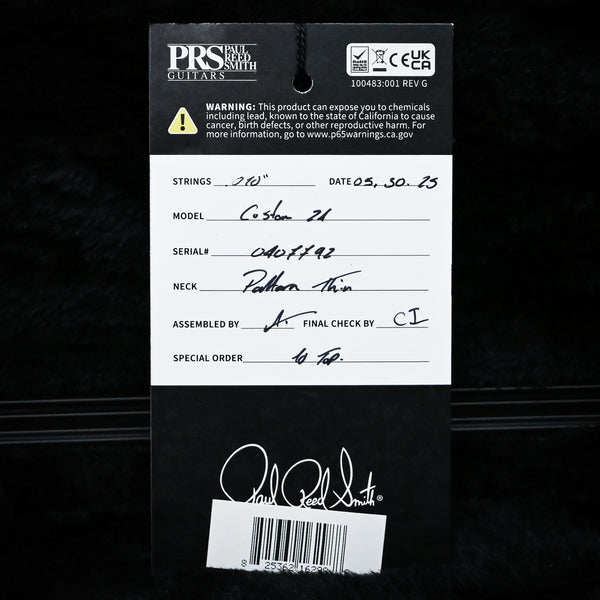 PRS PAUL REED SMITH
GUITARS
CE UK CA
100483:001 REV G
WARNING: This product can expose you to chemicals
including lead, known to the state of California to cause
cancer, birth defects, or other reproductive harm. For
more information, go to www.p65warnings.ca.gov
STRINGS .010" DATE 05. 30. 25
MODEL Custom 24
SERIAL# 0407792
NECK Pattern Thin
ASSEMBLED BY A. FINAL CHECK BY CI
SPECIAL ORDER 10 Top.
Paul Reed Smith®
8 25362